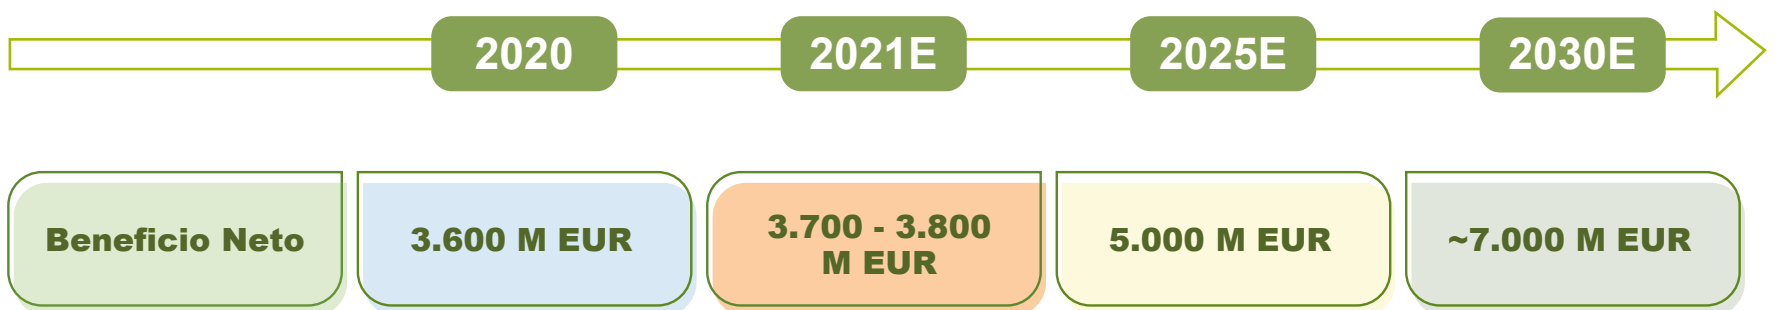 2020
2021E
2025E
2030E
Beneficio Neto
3.600 M EUR
3.700 - 3.800
M EUR
5.000 M EUR
~7.000 M EUR